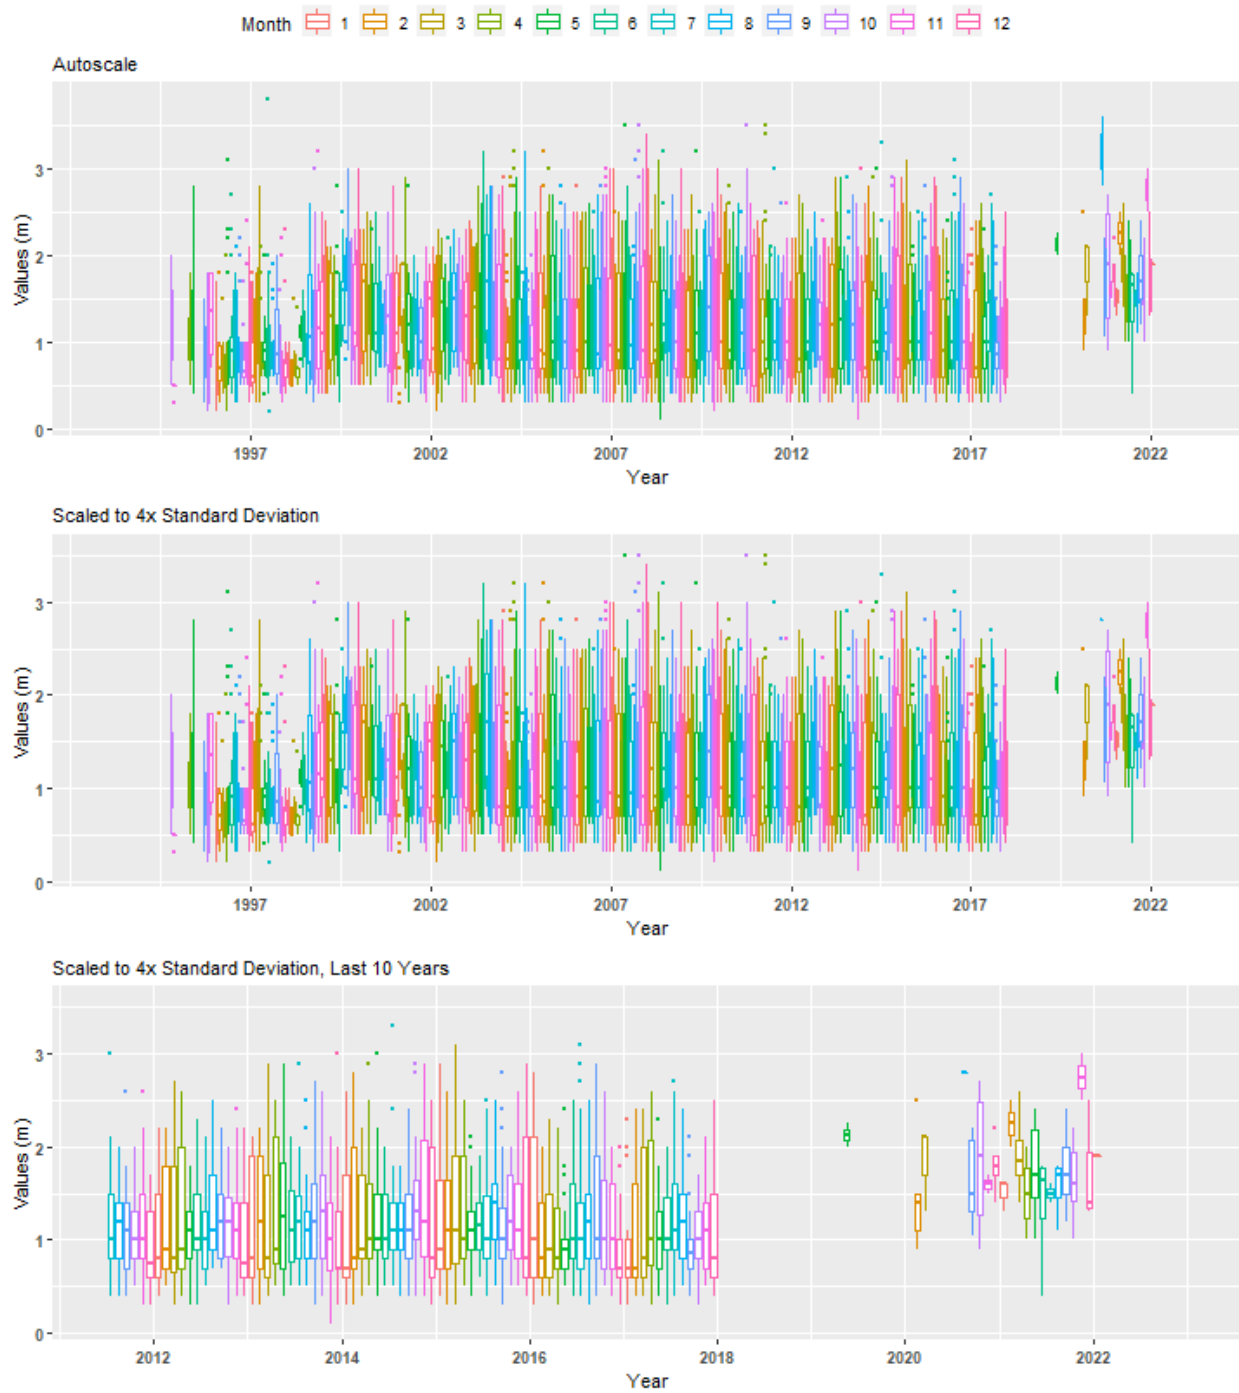 Month 1 2 3 4 5 6 7 8 9 10 11 12
Autoscale
3
2
1
0
Values (m)
1997 2002 2007 2012 2017 2022
Year
Scaled to 4x Standard Deviation
3
2
1
0
Values (m)
1997 2002 2007 2012 2017 2022
Year
Scaled to 4x Standard Deviation, Last 10 Years
3
2
1
0
Values (m)
2012 2014 2016 2018 2020 2022
Year